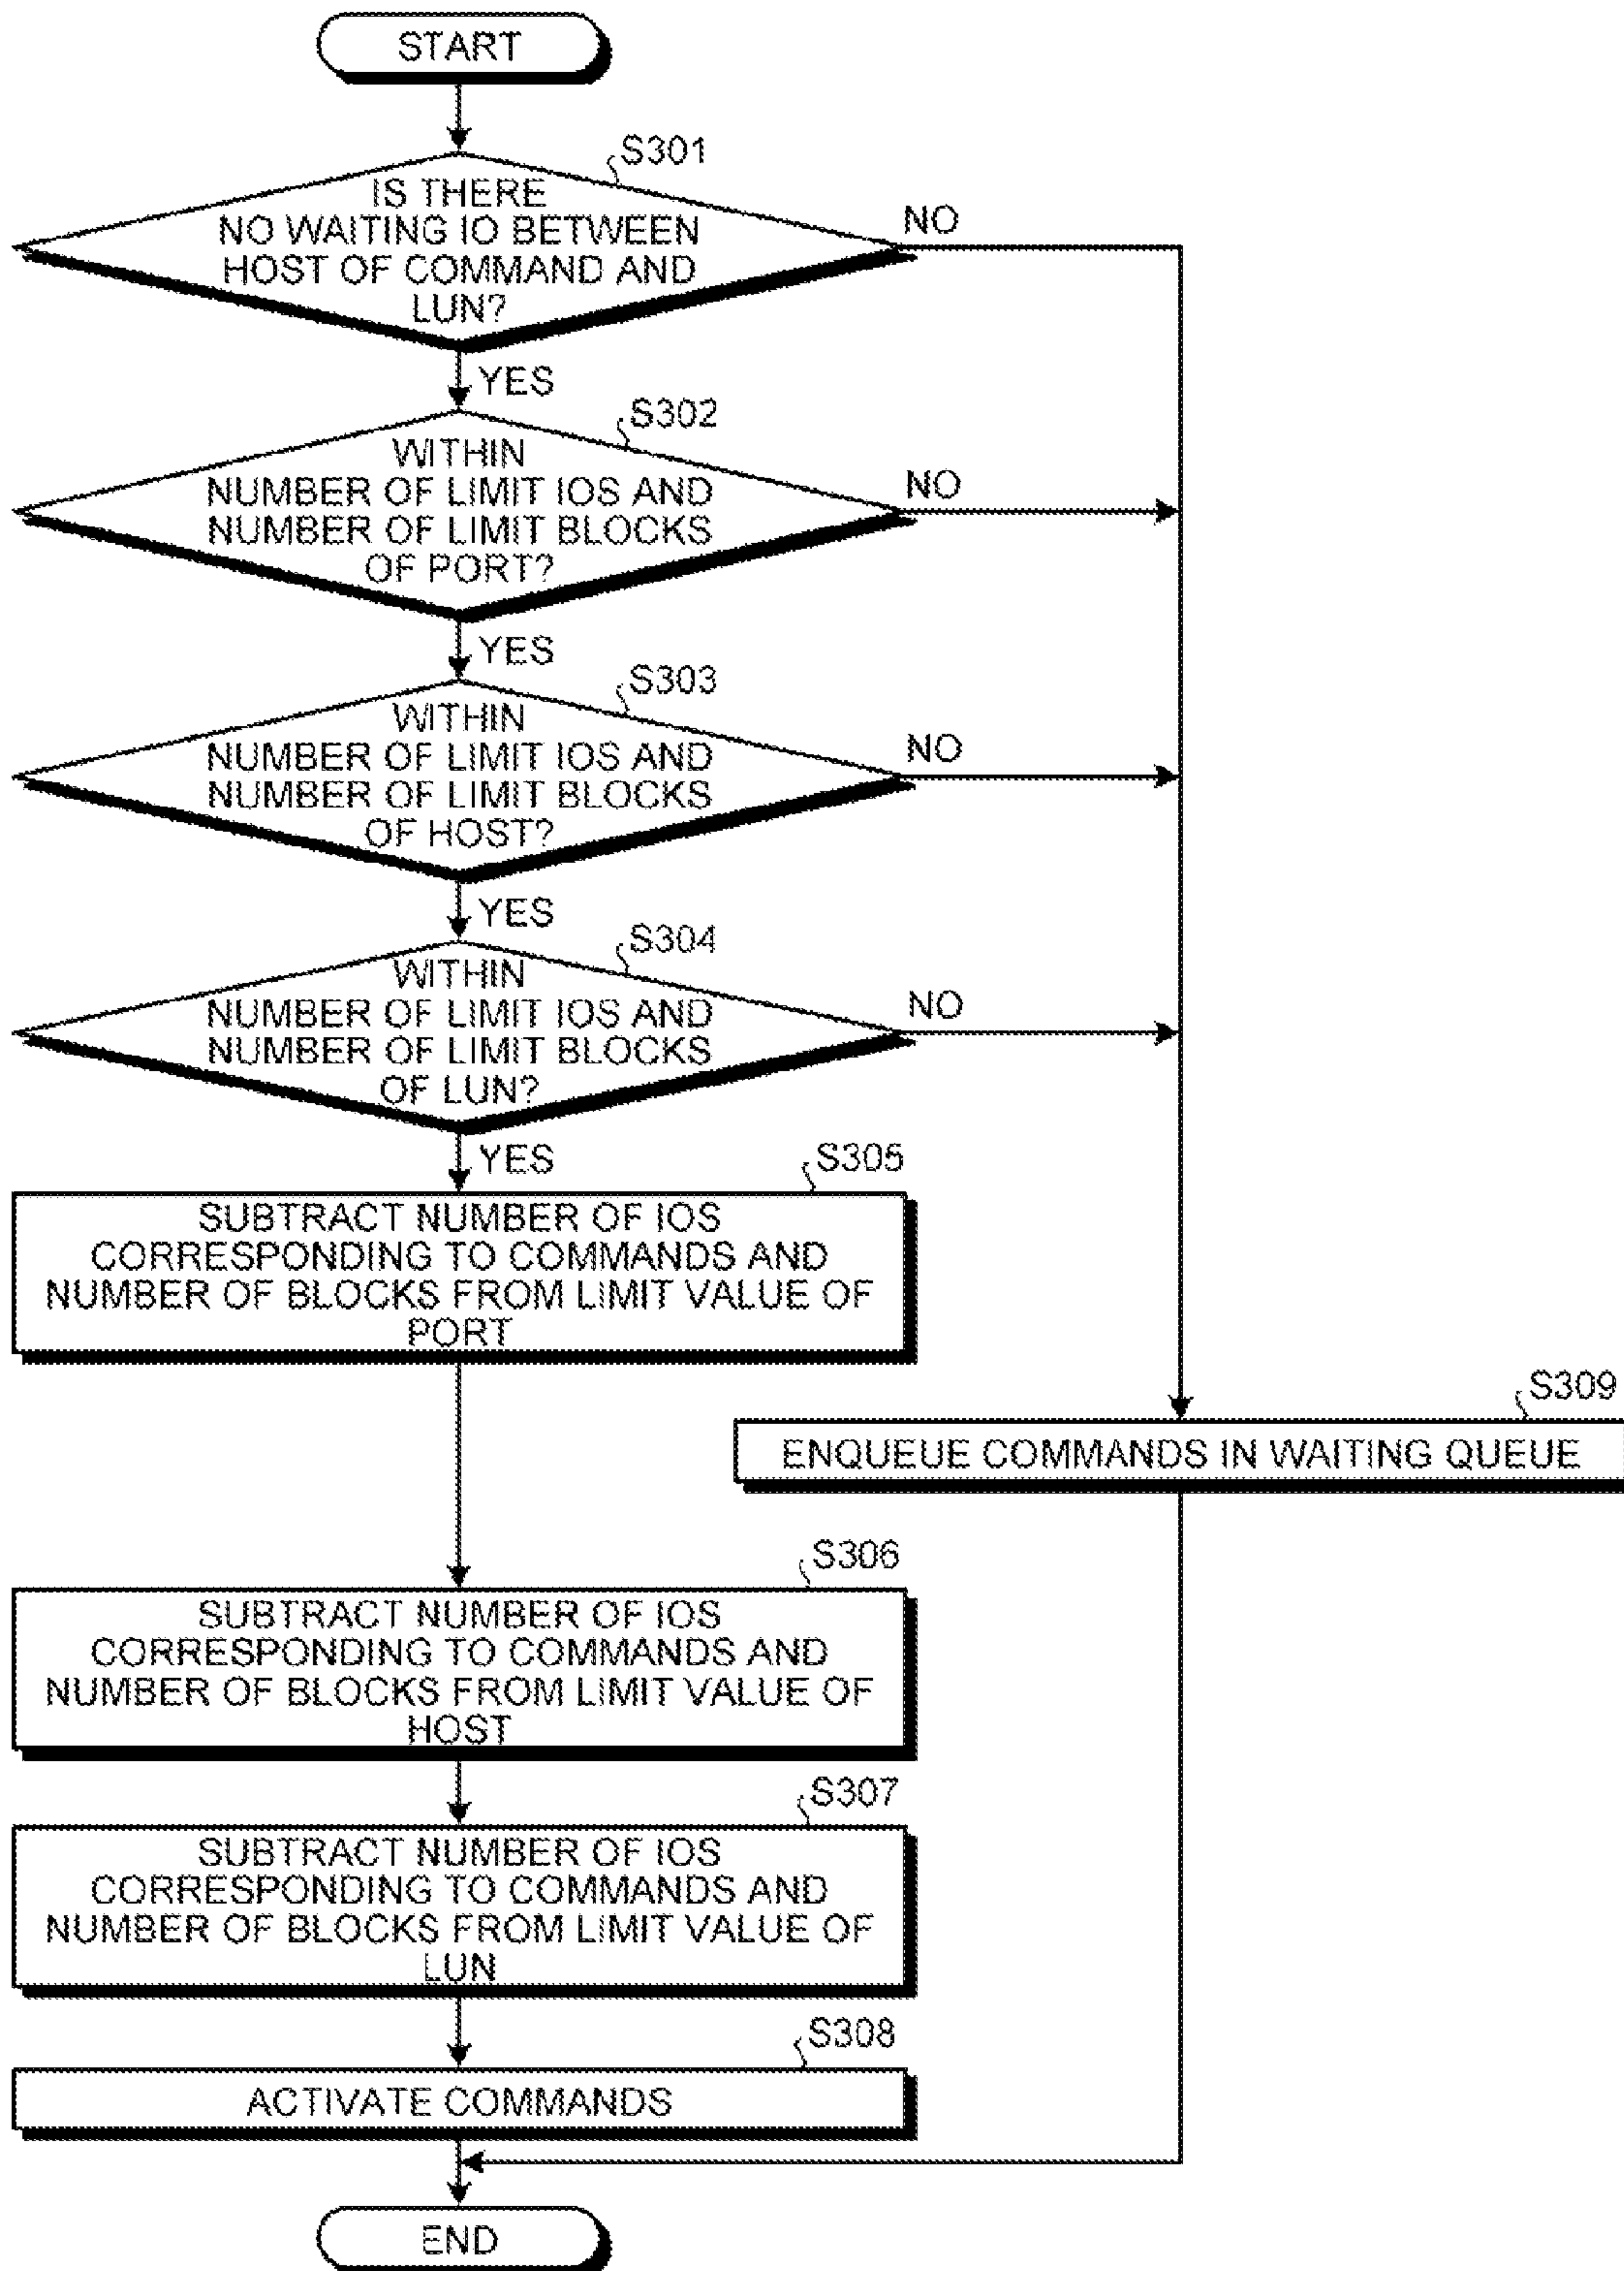 START
S301
IS THERE
NO WAITING IO BETWEEN
HOST OF COMMAND AND
LUN?
NO
YES
S302
WITHIN
NUMBER OF LIMIT IOS AND
NUMBER OF LIMIT BLOCKS
OF PORT?
NO
YES
S303
WITHIN
NUMBER OF LIMIT IOS AND
NUMBER OF LIMIT BLOCKS
OF HOST?
NO
YES
S304
WITHIN
NUMBER OF LIMIT IOS AND
NUMBER OF LIMIT BLOCKS
OF LUN?
NO
YES
S305
SUBTRACT NUMBER OF IOS
CORRESPONDING TO COMMANDS AND
NUMBER OF BLOCKS FROM LIMIT VALUE OF
PORT
S309
ENQUEUE COMMANDS IN WAITING QUEUE
S306
SUBTRACT NUMBER OF IOS
CORRESPONDING TO COMMANDS AND
NUMBER OF BLOCKS FROM LIMIT VALUE OF
HOST
S307
SUBTRACT NUMBER OF IOS
CORRESPONDING TO COMMANDS AND
NUMBER OF BLOCKS FROM LIMIT VALUE OF
LUN
S308
ACTIVATE COMMANDS
END